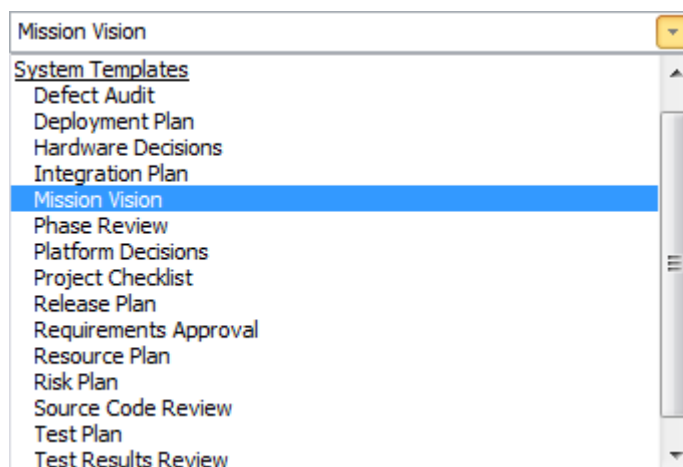 Mission Vision
System Templates
Defect Audit
Deployment Plan
Hardware Decisions
Integration Plan
Mission Vision
Phase Review
Platform Decisions
Project Checklist
Release Plan
Requirements Approval
Resource Plan
Risk Plan
Source Code Review
Test Plan
Test Results Review